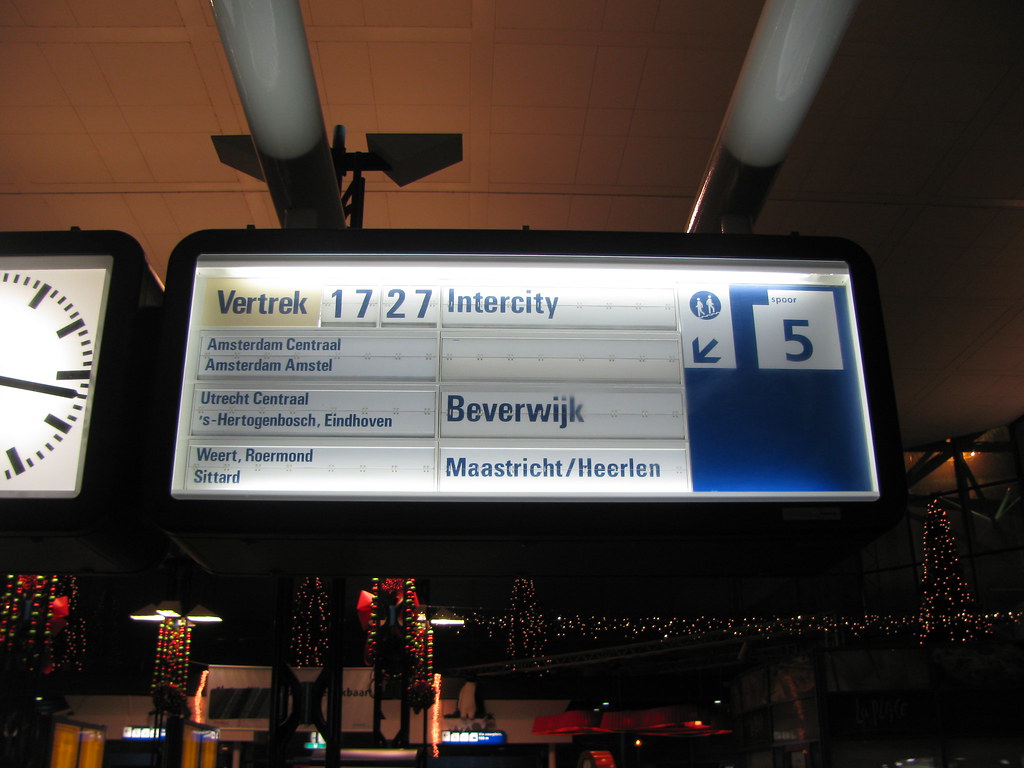 Vertrek 17 27 Intercity
spoor
5
Amsterdam Centraal
Amsterdam Amstel
Utrecht Centraal
's-Hertogenbosch, Eindhoven
Beverwijk
Weert, Roermond
Sittard
Maastricht/Heerlen